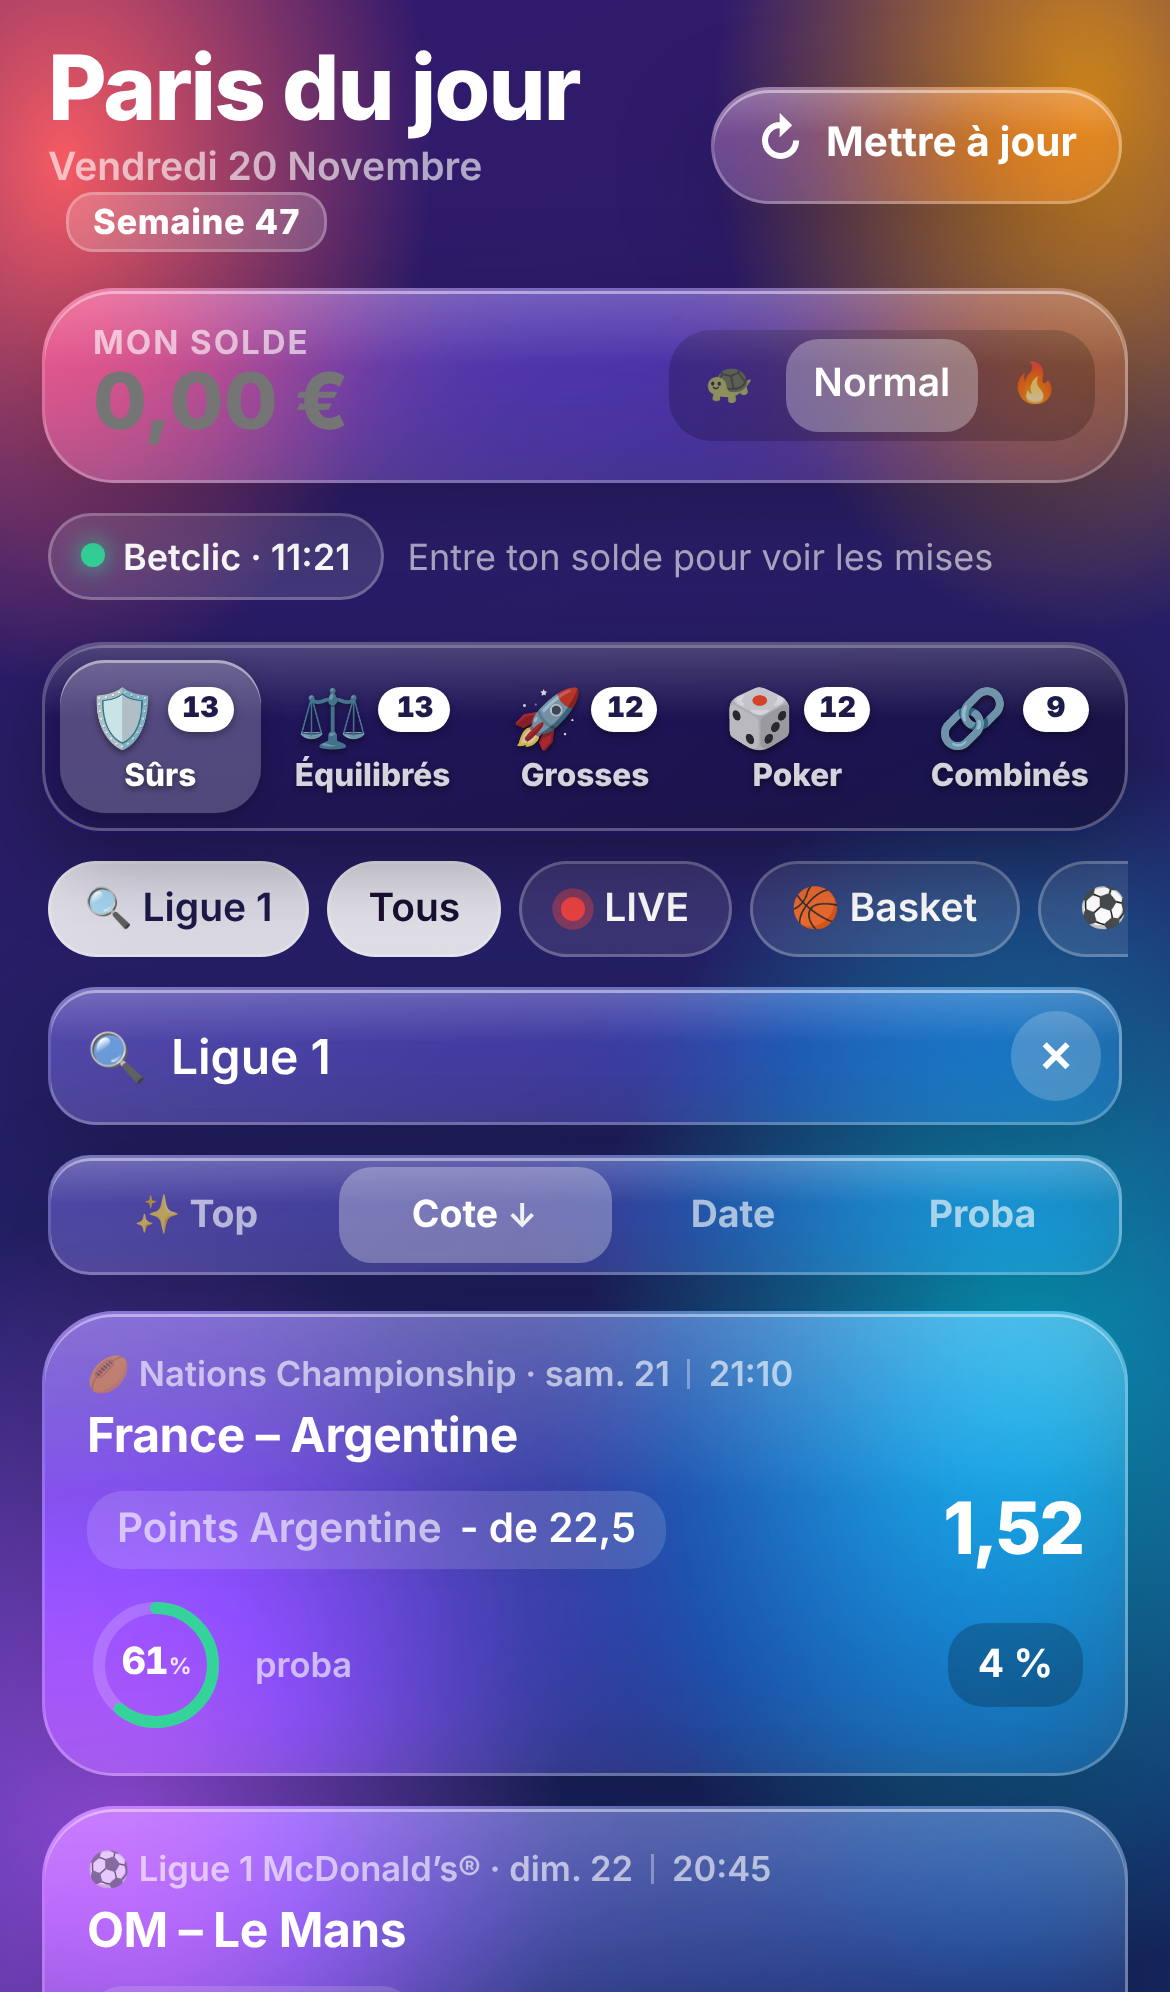 Paris du jour
Vendredi 20 Novembre
Semaine 47
Mettre à jour
MON SOLDE
0,00 €
Normal
Betclic · 11:21
Entre ton solde pour voir les mises
13
Sûrs
13
Équilibrés
12
Grosses
12
Poker
9
Combinés
Ligue 1
Tous
LIVE
Basket
Ligue 1
✕
Top
Cote ↓
Date
Proba
Nations Championship · sam. 21 | 21:10
France – Argentine
Points Argentine - de 22,5
1,52
61%
proba
4 %
Ligue 1 McDonald’s® · dim. 22 | 20:45
OM – Le Mans